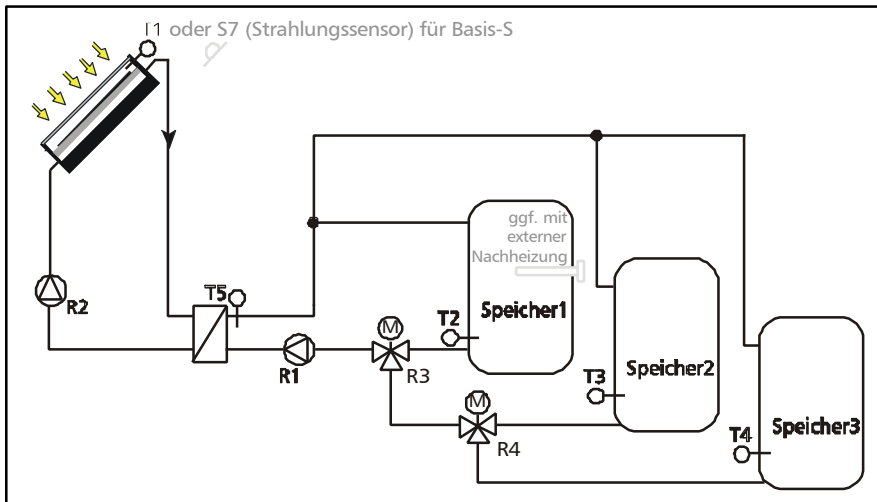 T1 oder S7 (Strahlungssensor) für Basis-S
ggf. mit
externer
Nachheizung
Speicher1
T5
R2
T2
M
R1
R3
Speicher2
T3
M
R4
Speicher3
T4